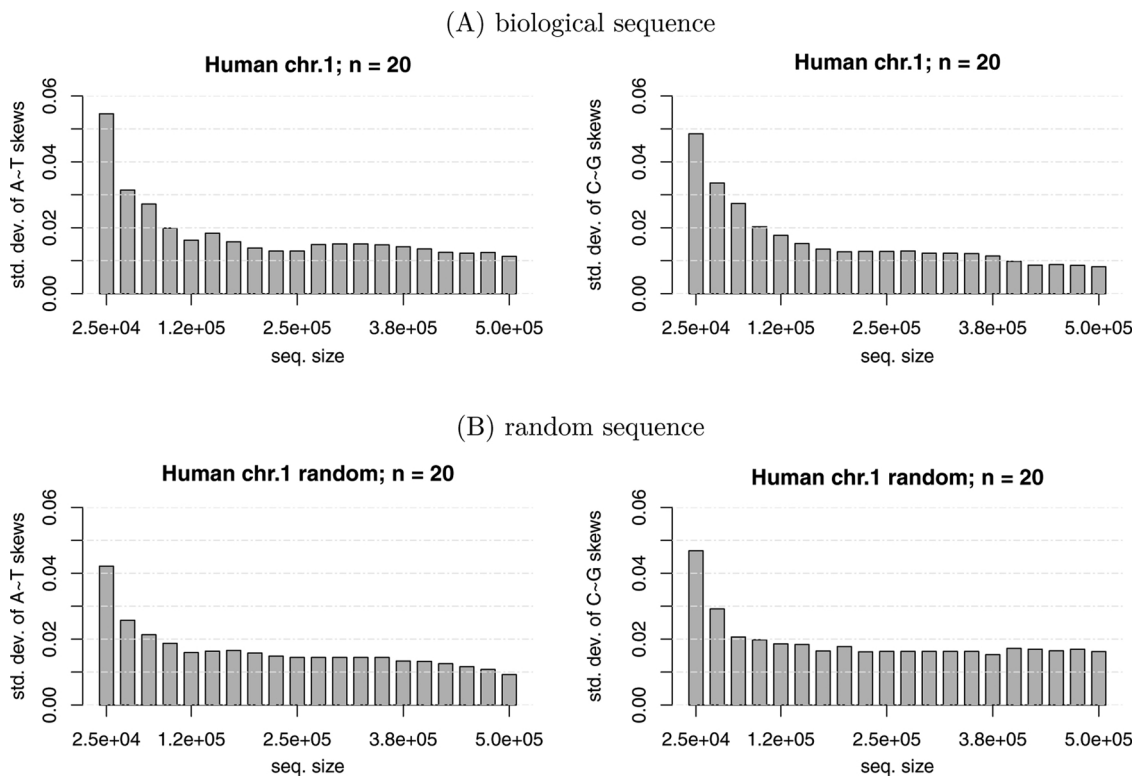 (A) biological sequence
Human chr.1; n = 20
std. dev. of A~T skews
0.06
0.04
0.02
0.00
2.5e+04 1.2e+05 2.5e+05 3.8e+05 5.0e+05
seq. size
Human chr.1; n = 20
std. dev. of C~G skews
0.06
0.04
0.02
0.00
2.5e+04 1.2e+05 2.5e+05 3.8e+05 5.0e+05
seq. size
(B) random sequence
Human chr.1 random; n = 20
std. dev. of A~T skews
0.06
0.04
0.02
0.00
2.5e+04 1.2e+05 2.5e+05 3.8e+05 5.0e+05
seq. size
Human chr.1 random; n = 20
std. dev. of C~G skews
0.06
0.04
0.02
0.00
2.5e+04 1.2e+05 2.5e+05 3.8e+05 5.0e+05
seq. size